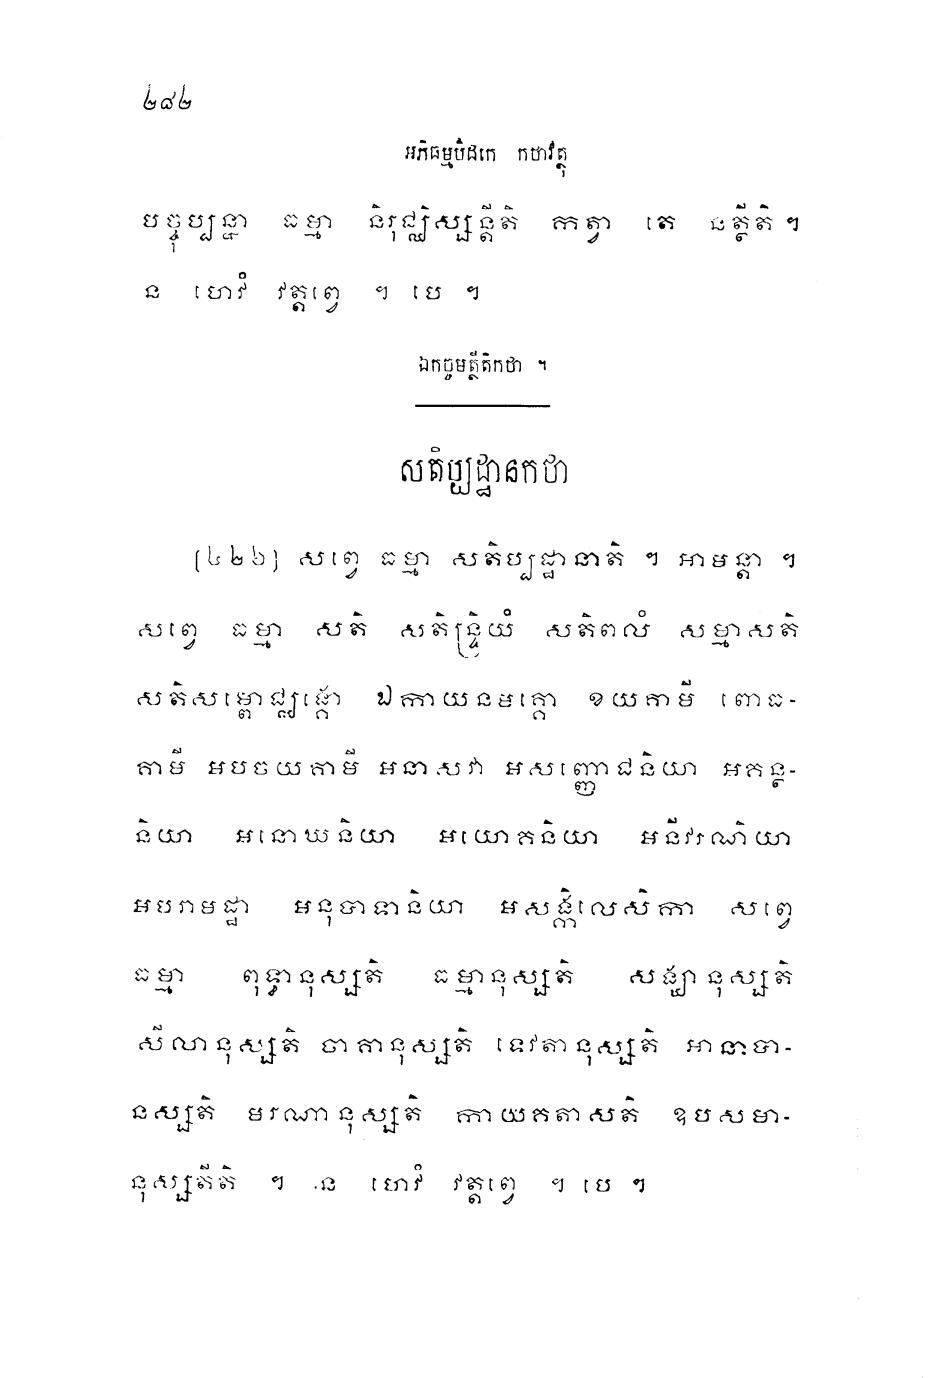 ២៨២
អភិធម្មបិដកេ កថាវត្ថុ
បច្ចុប្បន្នា ធម្មា និរុជ្ឈិស្សន្តីតិ កត្វា តេ ជត្ថីតិ ។
ន ហេវំ វត្តព្វេ ។ បេ ។
ឯកច្ចមត្ថីតិកថា ។
សតិប្បដ្ឋានកថា
(៤២៦) សព្វេ ធម្មា សតិប្បដ្ឋានាតិ ។ អាមន្តា ។
សព្វេ ធម្មា សតិ សតិន្ទ្រិយំ សតិពលំ សម្មាសតិ
សតិសម្ពោជ្ឈង្គោ ឯកាយនមគ្គោ ខយគាមី ពោធ-
គាមី អបចយគាមី អនាសវា អសញ្ញោជនិយា អគន្ថ-
និយា អនោឃនិយា អយោគនិយា អនីវរណិយា
អបរាមដ្ឋា អនុបាទានិយា អសង្កិលេសិកា សព្វេ
ធម្មា ពុទ្ធានុស្សតិ ធម្មានុស្សតិ សង្ឃានុស្សតិ
សីលានុស្សតិ ចាគានុស្សតិ ទេវតានុស្សតិ អានាបា-
នស្សតិ មរណានុស្សតិ កាយគតាសតិ ឧបសមា-
នុស្សតីតិ ។ ន ហេវំ វត្តព្វេ ។ បេ ។